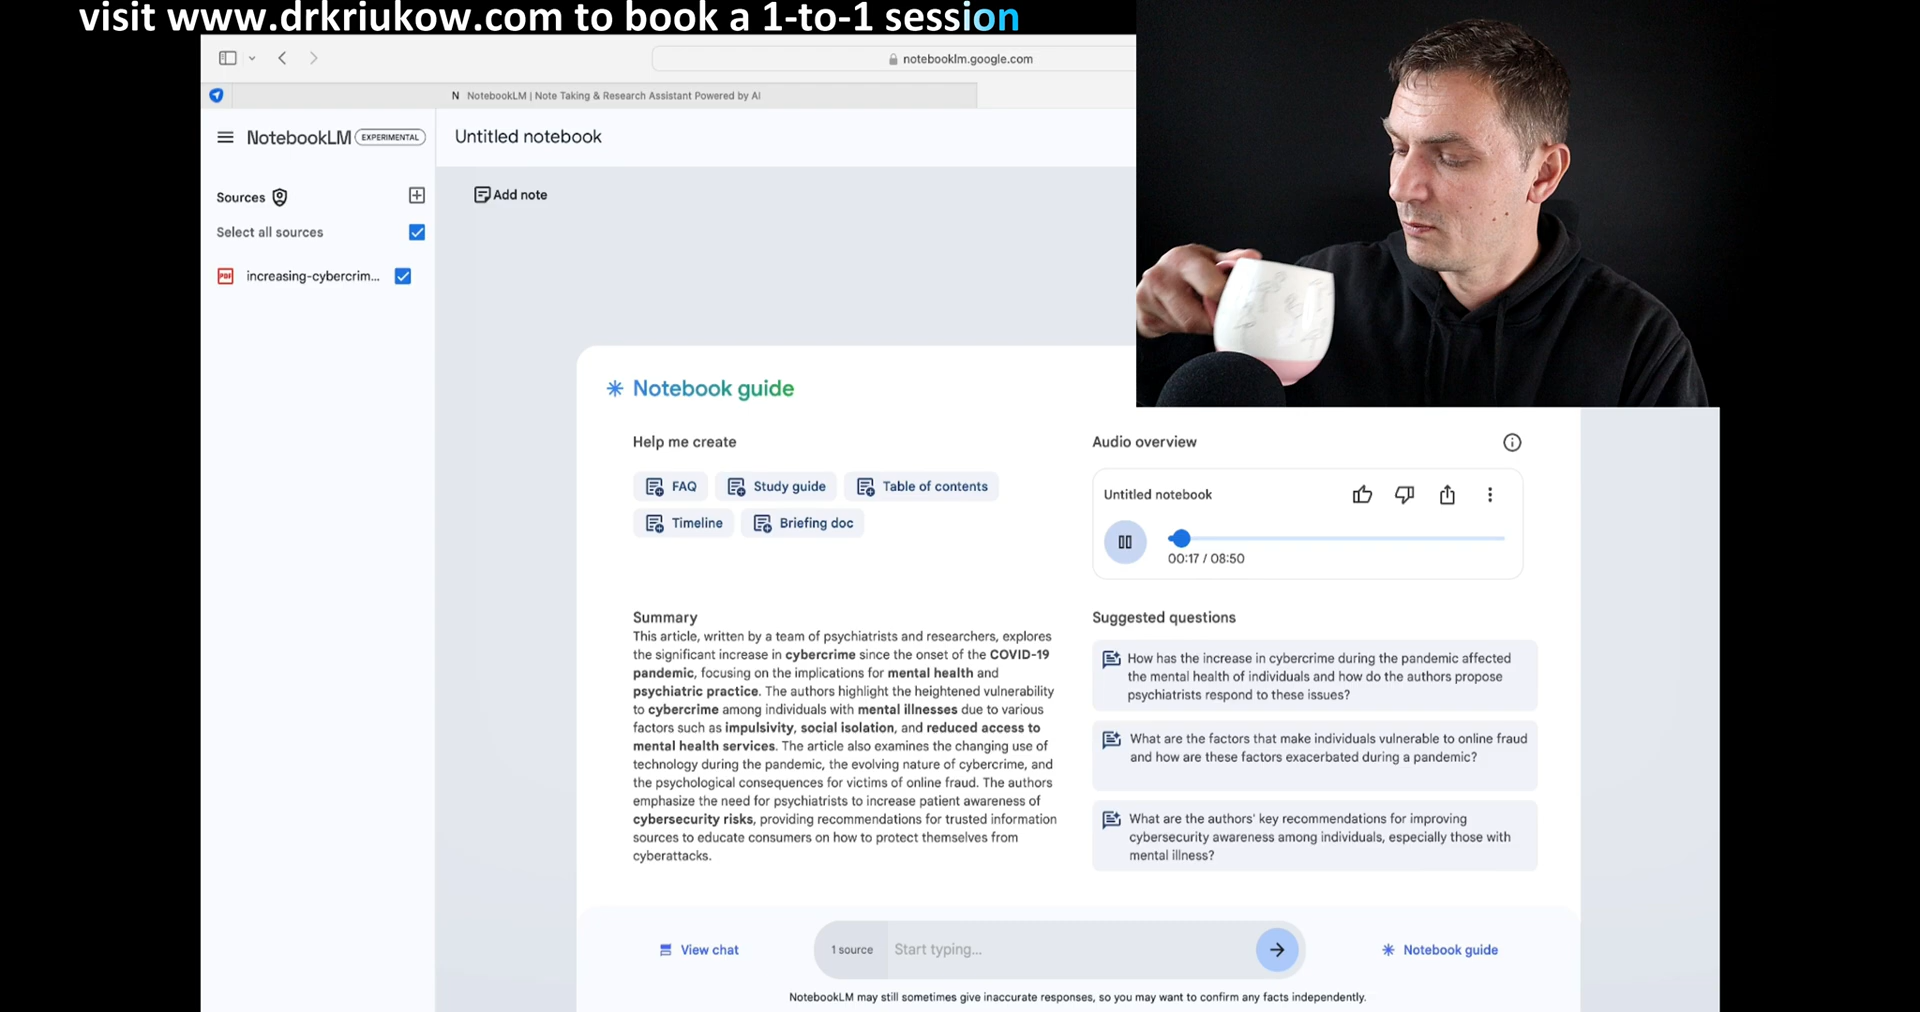 visit www.drkriukow.com to book a 1-to-1 session
notebooklm.google.com
N NotebookLM | Note Taking & Research Assistant Powered by AI
NotebookLM EXPERIMENTAL
Untitled notebook
Sources
Add note
Select all sources
PDF increasing-cybercrim...
Notebook guide
Help me create
FAQ Study guide Table of contents
Timeline Briefing doc
Audio overview
Untitled notebook
00:17 / 08:50
Summary
This article, written by a team of psychiatrists and researchers, explores
the significant increase in cybercrime since the onset of the COVID-19
pandemic, focusing on the implications for mental health and
psychiatric practice. The authors highlight the heightened vulnerability
to cybercrime among individuals with mental illnesses due to various
factors such as impulsivity, social isolation, and reduced access to
mental health services. The article also examines the changing use of
technology during the pandemic, the evolving nature of cybercrime, and
the psychological consequences for victims of online fraud. The authors
emphasize the need for psychiatrists to increase patient awareness of
cybersecurity risks, providing recommendations for trusted information
sources to educate consumers on how to protect themselves from
cyberattacks.
Suggested questions
How has the increase in cybercrime during the pandemic affected
the mental health of individuals and how do the authors propose
psychiatrists respond to these issues?
What are the factors that make individuals vulnerable to online fraud
and how are these factors exacerbated during a pandemic?
What are the authors' key recommendations for improving
cybersecurity awareness among individuals, especially those with
mental illness?
View chat
1 source Start typing...
Notebook guide
NotebookLM may still sometimes give inaccurate responses, so you may want to confirm any facts independently.